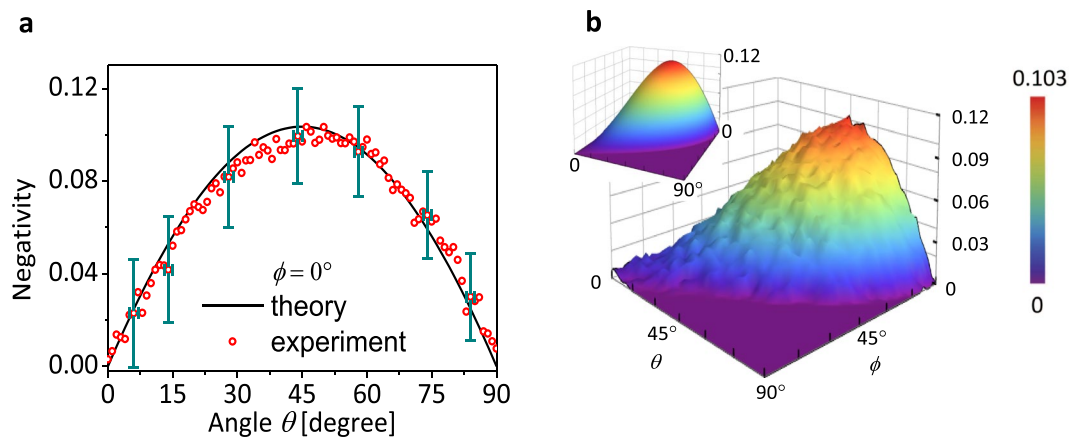 a
Negativity
0.12
0.08
0.04
0.00
ϕ = 0°
theory
experiment
0 15 30 45 60 75 90
Angle θ [degree]
b
0.12
0
0
90°
0.12
0.09
0.06
0.03
0
0
45°
θ
90°
45°
ϕ
0.103
0